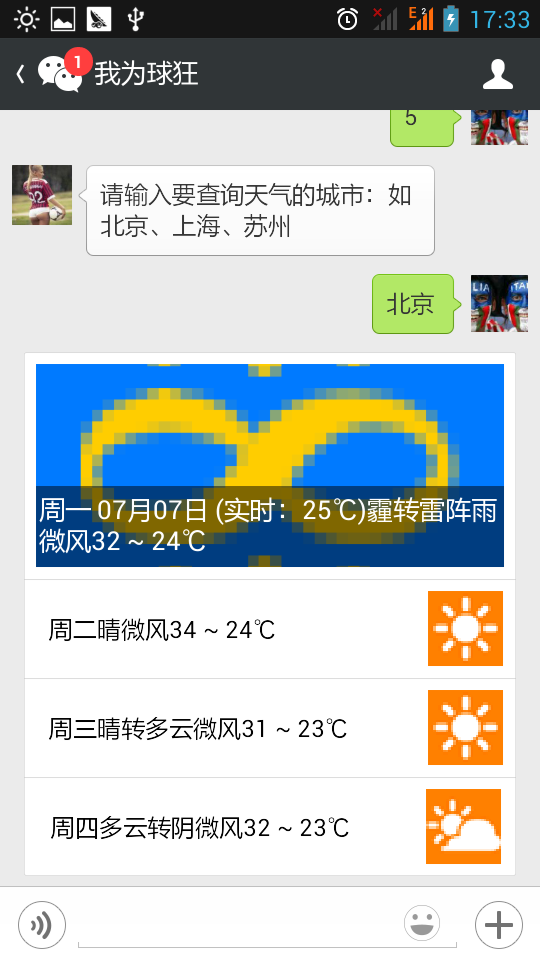 E 2 17:33
1 我为球狂
5
请输入要查询天气的城市：如
北京、上海、苏州
北京
周一 07月07日 (实时：25℃)霾转雷阵雨
微风32 ~ 24℃
周二晴微风34 ~ 24℃
周三晴转多云微风31 ~ 23℃
周四多云转阴微风32 ~ 23℃